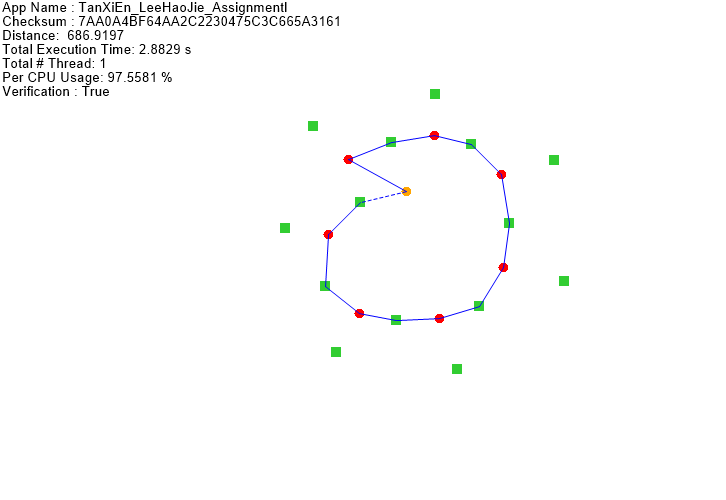 App Name : TanXiEn_LeeHaoJie_AssignmentI
Checksum : 7AA0A4BF64AA2C2230475C3C665A3161
Distance:  686.9197
Total Execution Time: 2.8829 s
Total # Thread: 1
Per CPU Usage: 97.5581 %
Verification : True